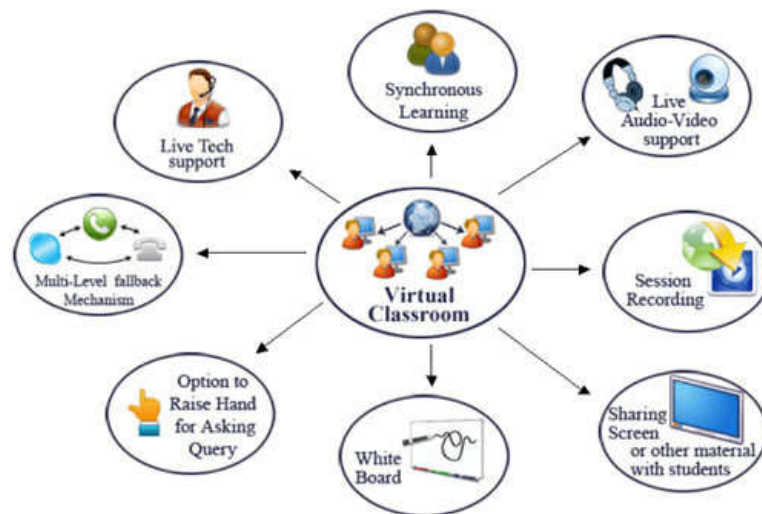 Synchronous
Learning
Live
Audio-Video
support
Live Tech
support
Multi-Level fallback
Mechanism
Virtual
Classroom
Session
Recording
Option to
Raise Hand
for Asking
Query
White
Board
Sharing
Screen
or other material
with students